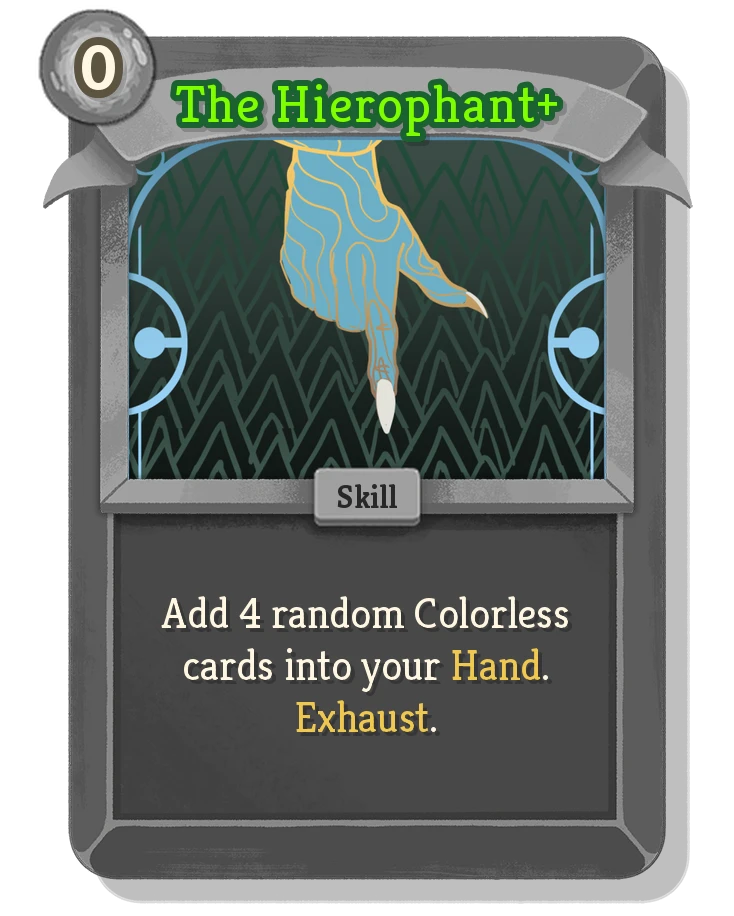 0
The Hierophant+
Skill
Add 4 random Colorless
cards into your Hand.
Exhaust.